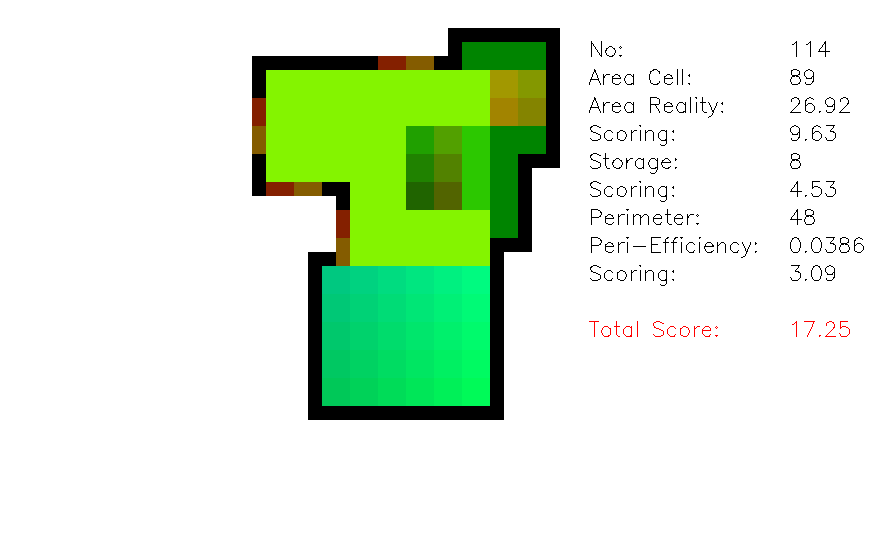 No: 114
Area Cell: 89
Area Reality: 26.92
Scoring: 9.63
Storage: 8
Scoring: 4.53
Perimeter: 48
Peri-Efficiency: 0.0386
Scoring: 3.09
Total Score: 17.25